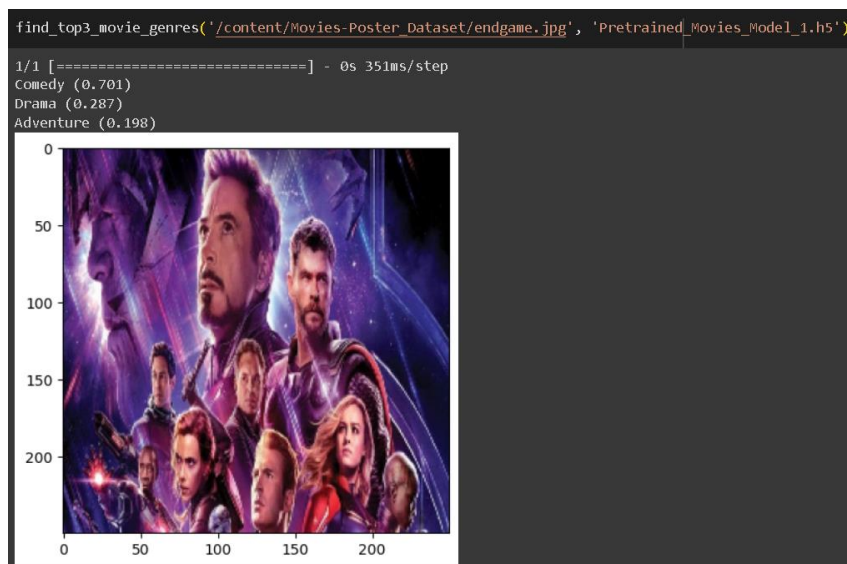 find_top3_movie_genres('/content/Movies-Poster_Dataset/endgame.jpg', 'Pretrained_Movies_Model_1.h5')
1/1 [==============================] - 0s 351ms/step
Comedy (0.701)
Drama (0.287)
Adventure (0.198)
0
50
100
150
200
0 50 100 150 200